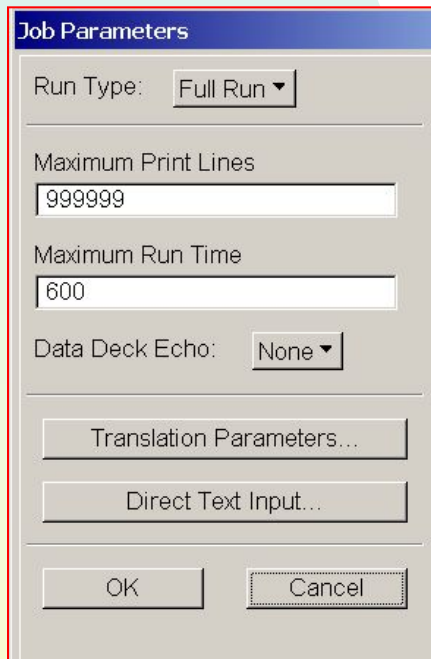 Job Parameters
Run Type: Full Run
Maximum Print Lines
999999
Maximum Run Time
600
Data Deck Echo: None
Translation Parameters...
Direct Text Input...
OK Cancel